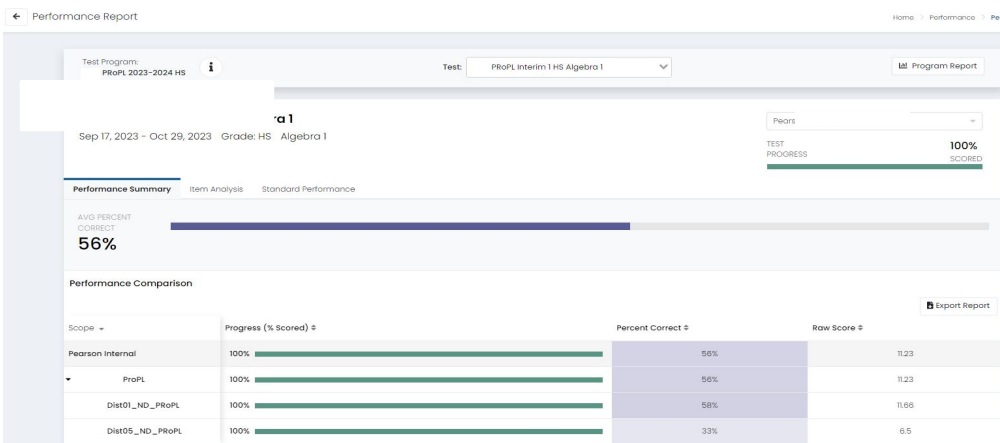 Performance Report
Home > Performance > Pe
Test Program:
PRoPL 2023-2024 HS
i
Test:
PRoPL Interim 1 HS Algebra 1
Program Report
ra 1
Sep 17, 2023 - Oct 29, 2023 Grade: HS Algebra 1
Pears
TEST PROGRESS
100%
SCORED
Performance Summary Item Analysis Standard Performance
AVG PERCENT
CORRECT
56%
Performance Comparison
Export Report
Scope Progress (% Scored) Percent Correct Raw Score
Pearson Internal 100% 56% 11.23
ProPL 100% 56% 11.23
Dist01_ND_PRoPL 100% 58% 11.66
Dist05_ND_PRoPL 100% 33% 6.5